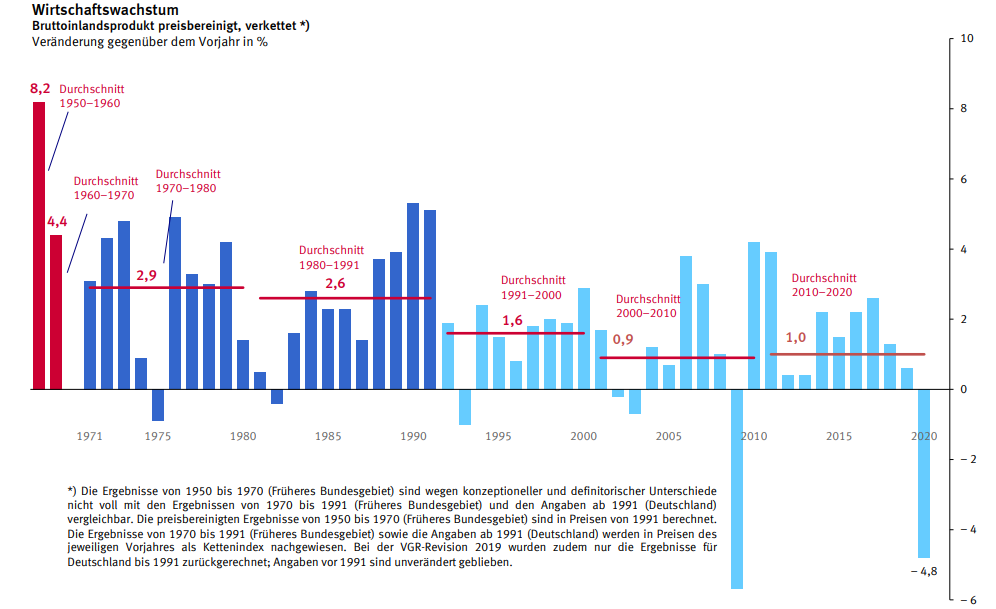 Wirtschaftswachstum
Bruttoinlandsprodukt preisbereinigt, verkettet *)
Veränderung gegenüber dem Vorjahr in %
10
8
6
4
2
0
– 2
– 4
– 6
8,2
Durchschnitt
1950–1960
4,4
Durchschnitt
1960–1970
Durchschnitt
1970–1980
2,9
Durchschnitt
1980–1991
2,6
Durchschnitt
1991–2000
1,6
Durchschnitt
2000–2010
0,9
Durchschnitt
2010–2020
1,0
1971
1975
1980
1985
1990
1995
2000
2005
2010
2015
2020
– 4,8
*) Die Ergebnisse von 1950 bis 1970 (Früheres Bundesgebiet) sind wegen konzeptioneller und definitorischer Unterschiede
nicht voll mit den Ergebnissen von 1970 bis 1991 (Früheres Bundesgebiet) und den Angaben ab 1991 (Deutschland)
vergleichbar. Die preisbereinigten Ergebnisse von 1950 bis 1970 (Früheres Bundesgebiet) sind in Preisen von 1991 berechnet.
Die Ergebnisse von 1970 bis 1991 (Früheres Bundesgebiet) sowie die Angaben ab 1991 (Deutschland) werden in Preisen des
jeweiligen Vorjahres als Kettenindex nachgewiesen. Bei der VGR-Revision 2019 wurden zudem nur die Ergebnisse für
Deutschland bis 1991 zurückgerechnet; Angaben vor 1991 sind unverändert geblieben.